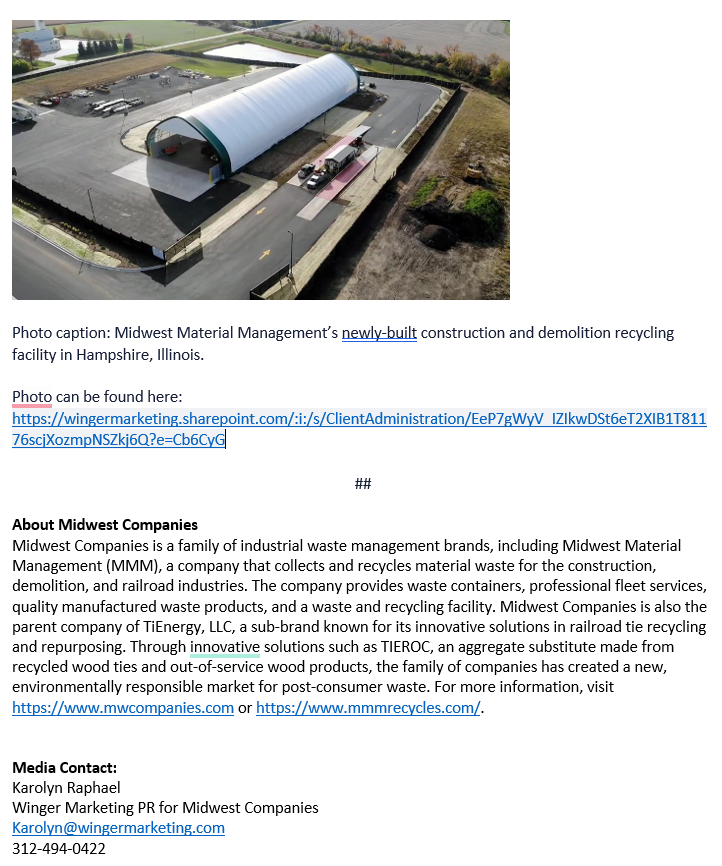 Photo caption: Midwest Material Management's newly-built construction and demolition recycling
facility in Hampshire, Illinois.
Photo can be found here:
https://wingermarketing.sharepoint.com/:i:/s/ClientAdministration/EeP7gWyV_IZIkwDSt6eT2XIB1T811
76scjXozmpNSZkj6Q?e=Cb6CyG
##
About Midwest Companies
Midwest Companies is a family of industrial waste management brands, including Midwest Material
Management (MMM), a company that collects and recycles material waste for the construction,
demolition, and railroad industries. The company provides waste containers, professional fleet services,
quality manufactured waste products, and a waste and recycling facility. Midwest Companies is also the
parent company of TiEnergy, LLC, a sub-brand known for its innovative solutions in railroad tie recycling
and repurposing. Through innovative solutions such as TIEROC, an aggregate substitute made from
recycled wood ties and out-of-service wood products, the family of companies has created a new,
environmentally responsible market for post-consumer waste. For more information, visit
https://www.mwcompanies.com or https://www.mmmrecycles.com/.
Media Contact:
Karolyn Raphael
Winger Marketing PR for Midwest Companies
Karolyn@wingermarketing.com
312-494-0422